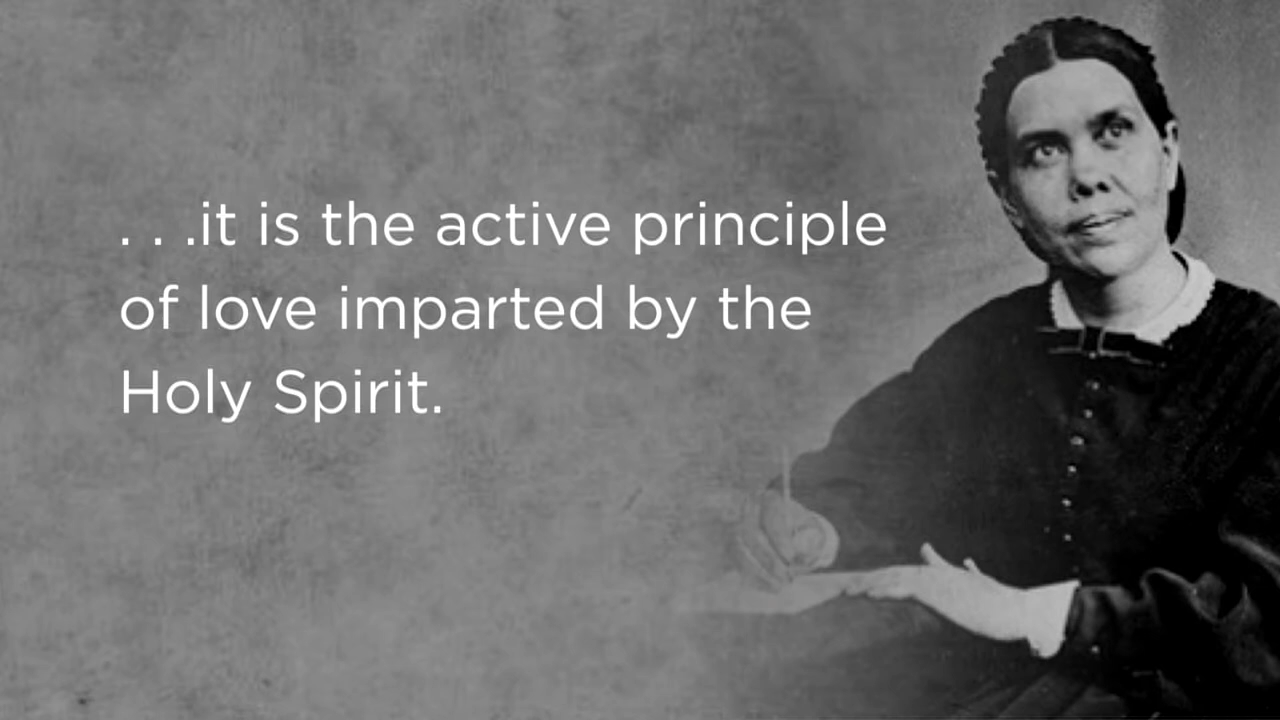 . . .it is the active principle
of love imparted by the
Holy Spirit.